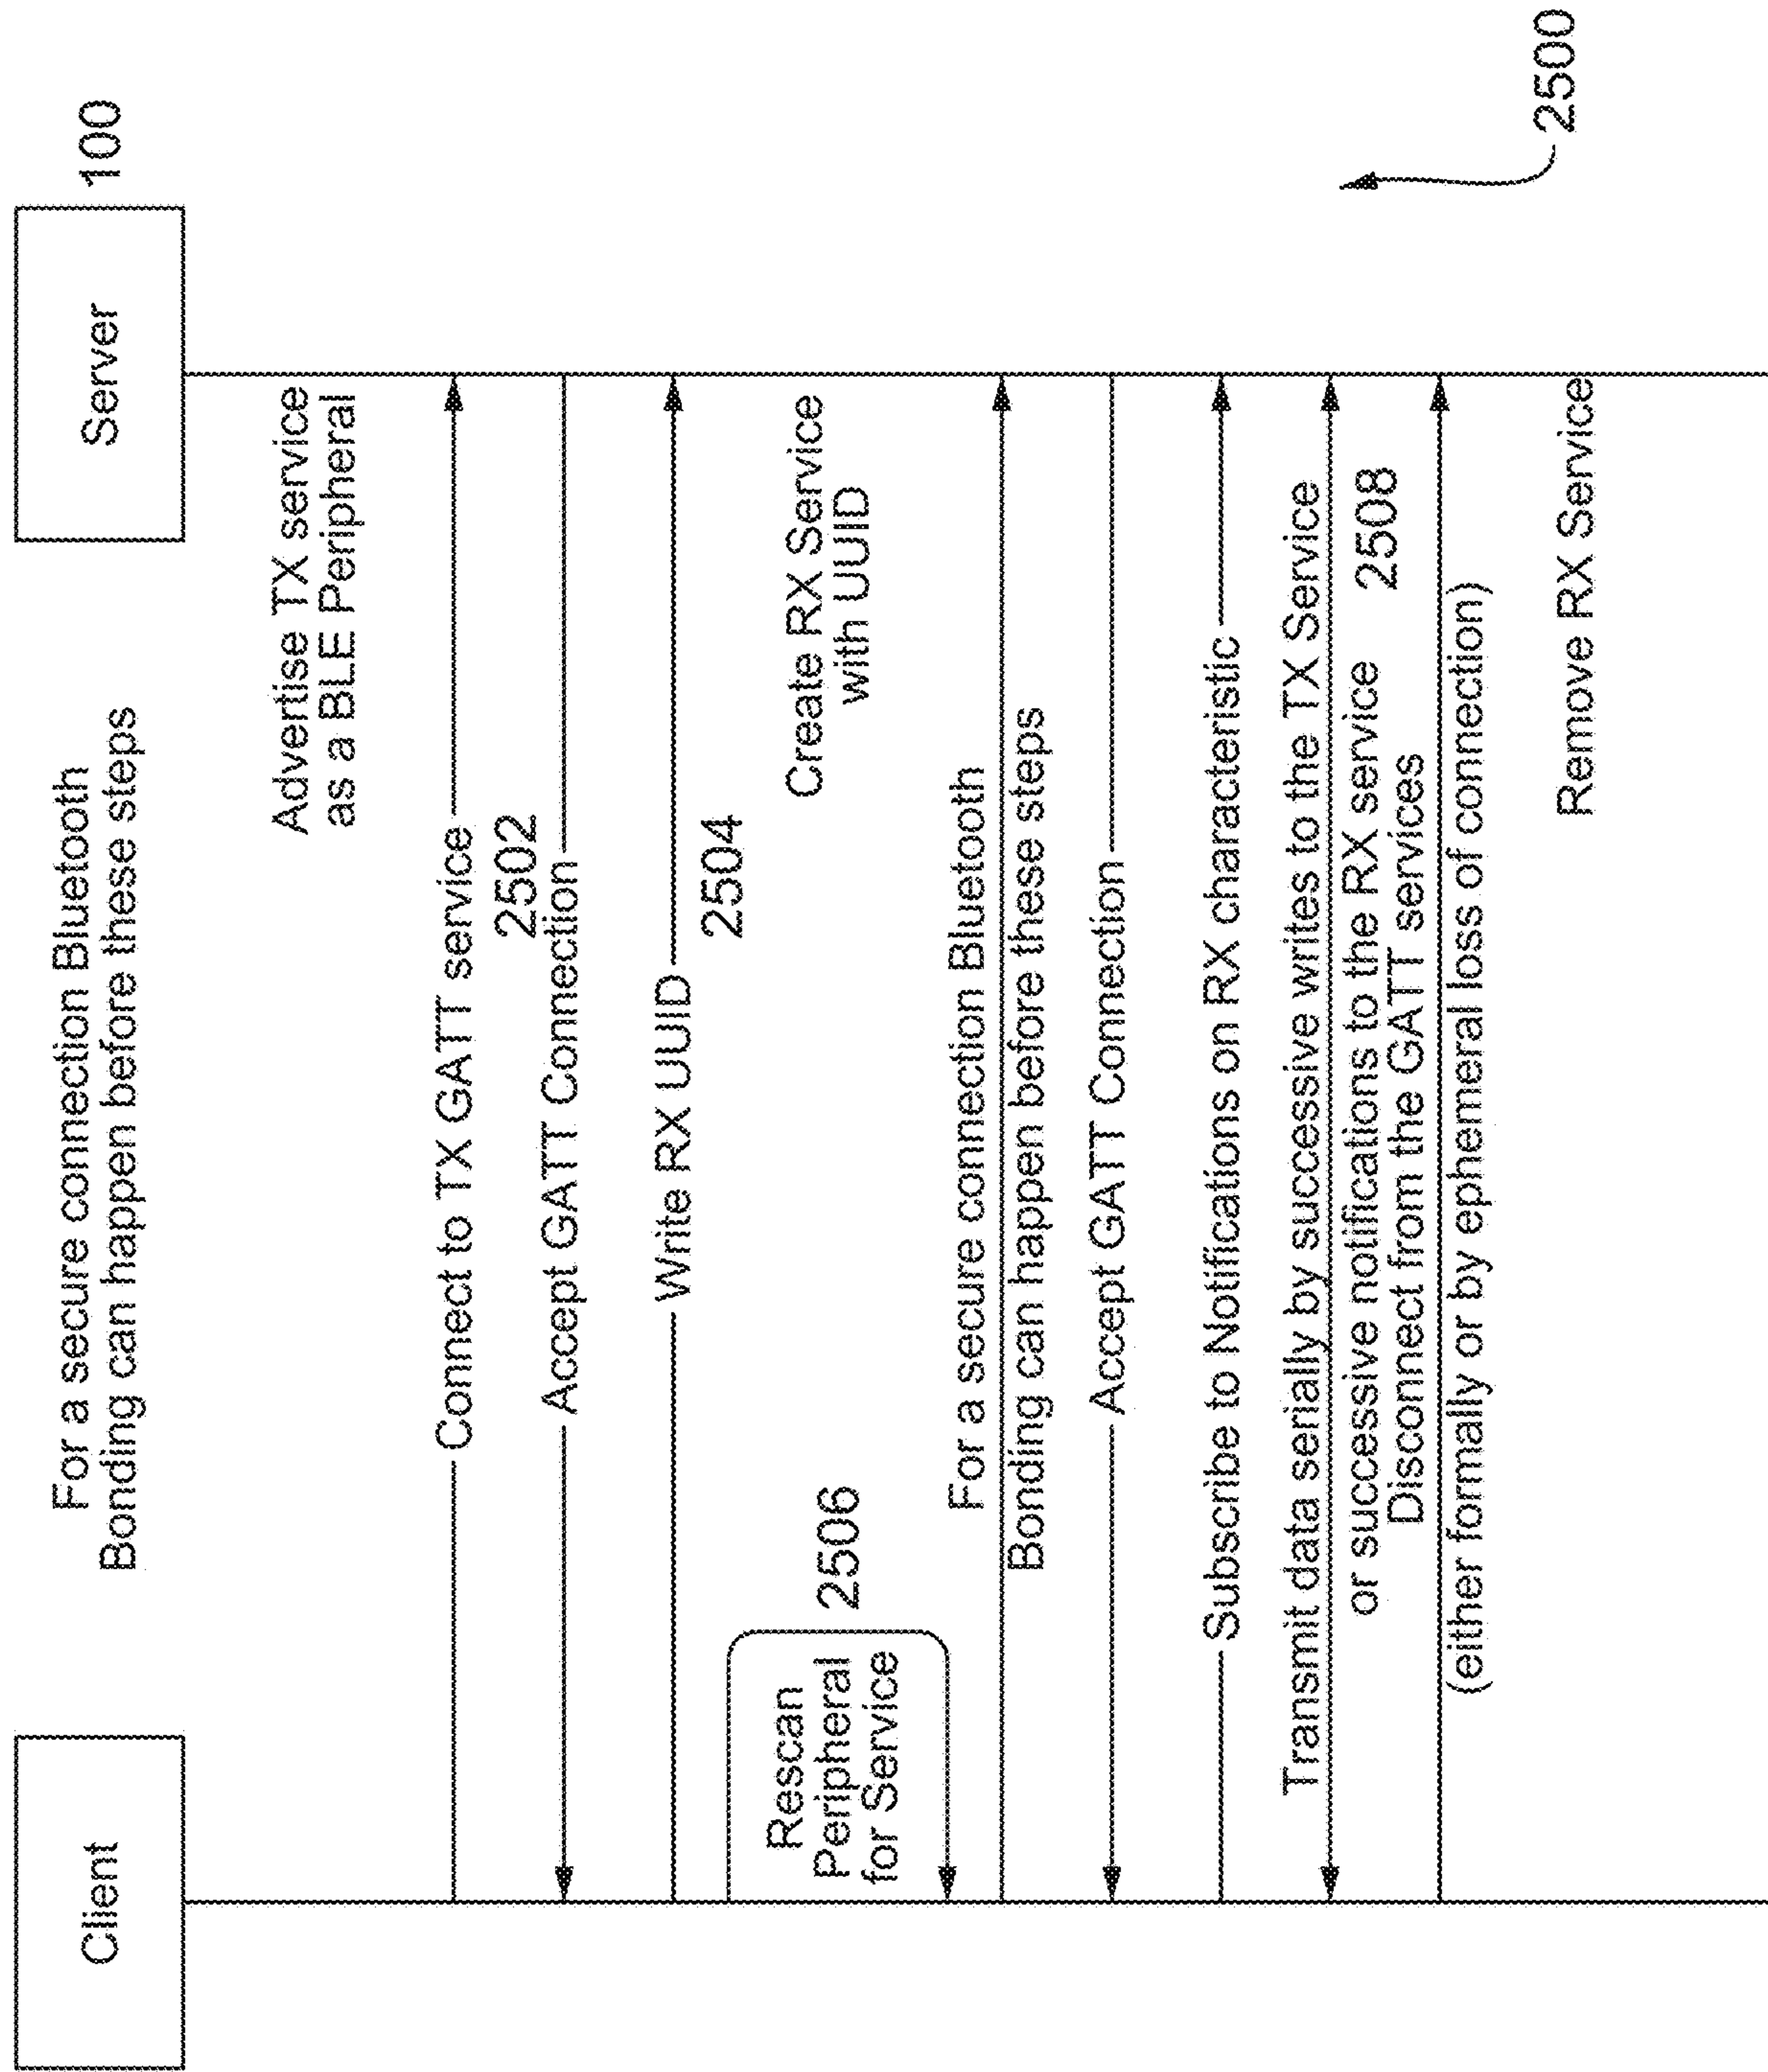 Client
Server
100
For a secure connection Bluetooth
Bonding can happen before these steps
Advertise TX service
as a BLE Peripheral
Connect to TX GATT service
2502
Accept GATT Connection
Write RX UUID
2504
Rescan
Peripheral
for Service
2506
Create RX Service
with UUID
For a secure connection Bluetooth
Bonding can happen before these steps
Accept GATT Connection
Subscribe to Notifications on RX characteristic
Transmit data serially by successive writes to the TX Service
or successive notifications to the RX service
2508
Disconnect from the GATT services
(either formally or by ephemeral loss of connection)
Remove RX Service
2500